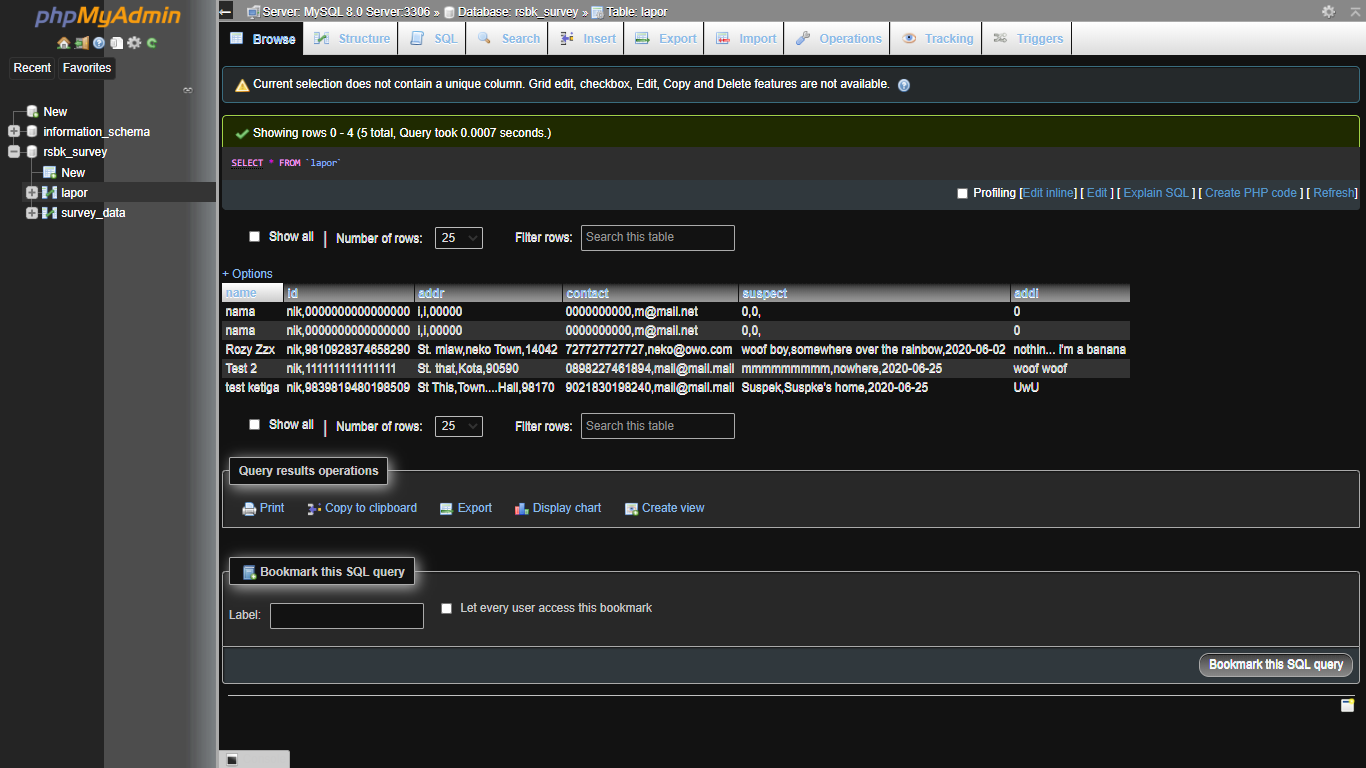 phpMyAdmin
Server: MySQL 8.0 Server:3306 » Database: rsbk_survey » Table: lapor
Browse Structure SQL Search Insert Export Import Operations Tracking Triggers
Recent Favorites
New
information_schema
rsbk_survey
New
lapor
survey_data
Current selection does not contain a unique column. Grid edit, checkbox, Edit, Copy and Delete features are not available.
Showing rows 0 - 4 (5 total, Query took 0.0007 seconds.)
SELECT * FROM `lapor`
Profiling [Edit inline] [ Edit ] [ Explain SQL ] [ Create PHP code ] [ Refresh]
Show all | Number of rows: 25 Filter rows: Search this table
+ Options
name id addr contact suspect addi
nama nik,0000000000000000 i,i,00000 0000000000,m@mail.net 0,0, 0
nama nik,0000000000000000 i,i,00000 0000000000,m@mail.net 0,0, 0
Rozy Zzx nik,9810928374658290 St. miaw,neko Town,14042 727727727727,neko@owo.com woof boy,somewhere over the rainbow,2020-06-02 nothin... i'm a banana
Test 2 nik,1111111111111111 St. that,Kota,90590 0898227461894,mail@mail.mail mmmmmmmmm,nowhere,2020-06-25 woof woof
test ketiga nik,9839819480198509 St This,Town....Hall,98170 9021830198240,mail@mail.mail Suspek,Suspke's home,2020-06-25 UwU
Show all | Number of rows: 25 Filter rows: Search this table
Query results operations
Print Copy to clipboard Export Display chart Create view
Bookmark this SQL query
Label: Let every user access this bookmark
Bookmark this SQL query